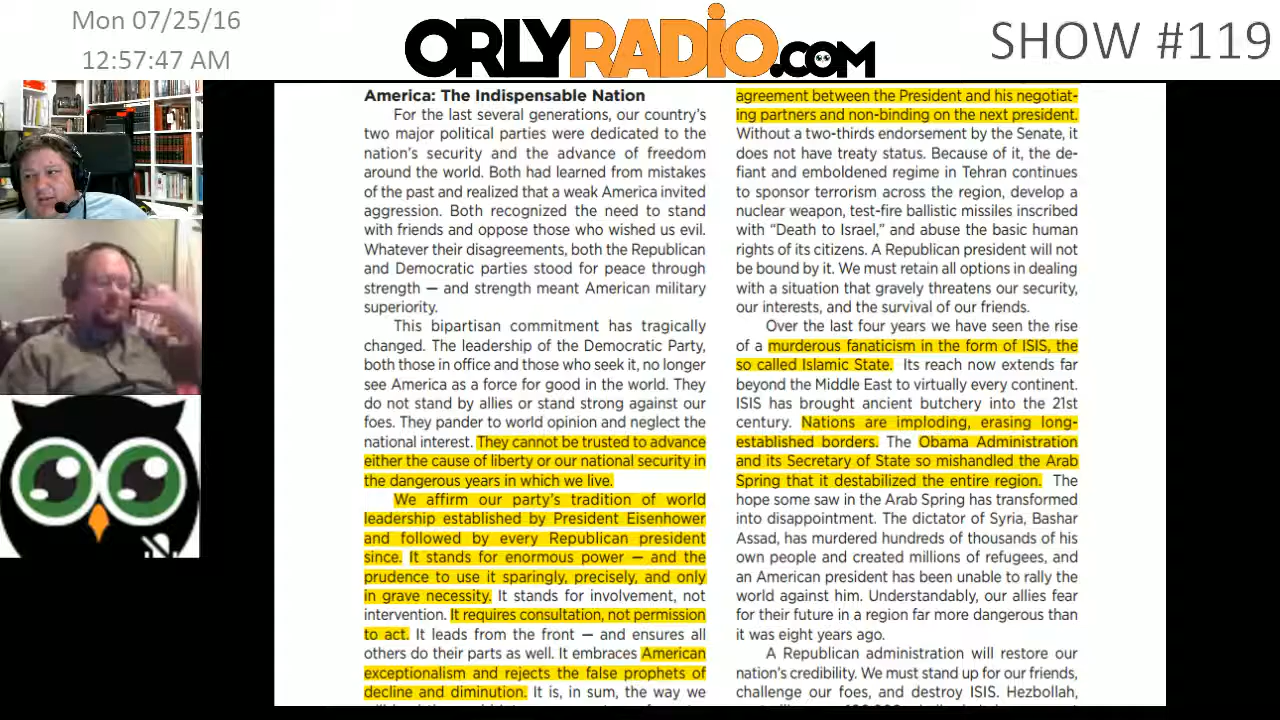 Mon 07/25/16
12:57:47 AM
ORLYRADiO.COM
SHOW #119
America: The Indispensable Nation
For the last several generations, our country's
two major political parties were dedicated to the
nation's security and the advance of freedom
around the world. Both had learned from mistakes
of the past and realized that a weak America invited
aggression. Both recognized the need to stand
with friends and oppose those who wished us evil.
Whatever their disagreements, both the Republican
and Democratic parties stood for peace through
strength — and strength meant American military
superiority.
This bipartisan commitment has tragically
changed. The leadership of the Democratic Party,
both those in office and those who seek it, no longer
see America as a force for good in the world. They
do not stand by allies or stand strong against our
foes. They pander to world opinion and neglect the
national interest. They cannot be trusted to advance
either the cause of liberty or our national security in
the dangerous years in which we live.
We affirm our party's tradition of world
leadership established by President Eisenhower
and followed by every Republican president
since. It stands for enormous power — and the
prudence to use it sparingly, precisely, and only
in grave necessity. It stands for involvement, not
intervention. It requires consultation, not permission
to act. It leads from the front — and ensures all
others do their parts as well. It embraces American
exceptionalism and rejects the false prophets of
decline and diminution. It is, in sum, the way we
agreement between the President and his negotiat-
ing partners and non-binding on the next president.
Without a two-thirds endorsement by the Senate, it
does not have treaty status. Because of it, the de-
fiant and emboldened regime in Tehran continues
to sponsor terrorism across the region, develop a
nuclear weapon, test-fire ballistic missiles inscribed
with “Death to Israel,” and abuse the basic human
rights of its citizens. A Republican president will not
be bound by it. We must retain all options in dealing
with a situation that gravely threatens our security,
our interests, and the survival of our friends.
Over the last four years we have seen the rise
of a murderous fanaticism in the form of ISIS, the
so called Islamic State. Its reach now extends far
beyond the Middle East to virtually every continent.
ISIS has brought ancient butchery into the 21st
century. Nations are imploding, erasing long-
established borders. The Obama Administration
and its Secretary of State so mishandled the Arab
Spring that it destabilized the entire region. The
hope some saw in the Arab Spring has transformed
into disappointment. The dictator of Syria, Bashar
Assad, has murdered hundreds of thousands of his
own people and created millions of refugees, and
an American president has been unable to rally the
world against him. Understandably, our allies fear
for their future in a region far more dangerous than
it was eight years ago.
A Republican administration will restore our
nation's credibility. We must stand up for our friends,
challenge our foes, and destroy ISIS. Hezbollah,